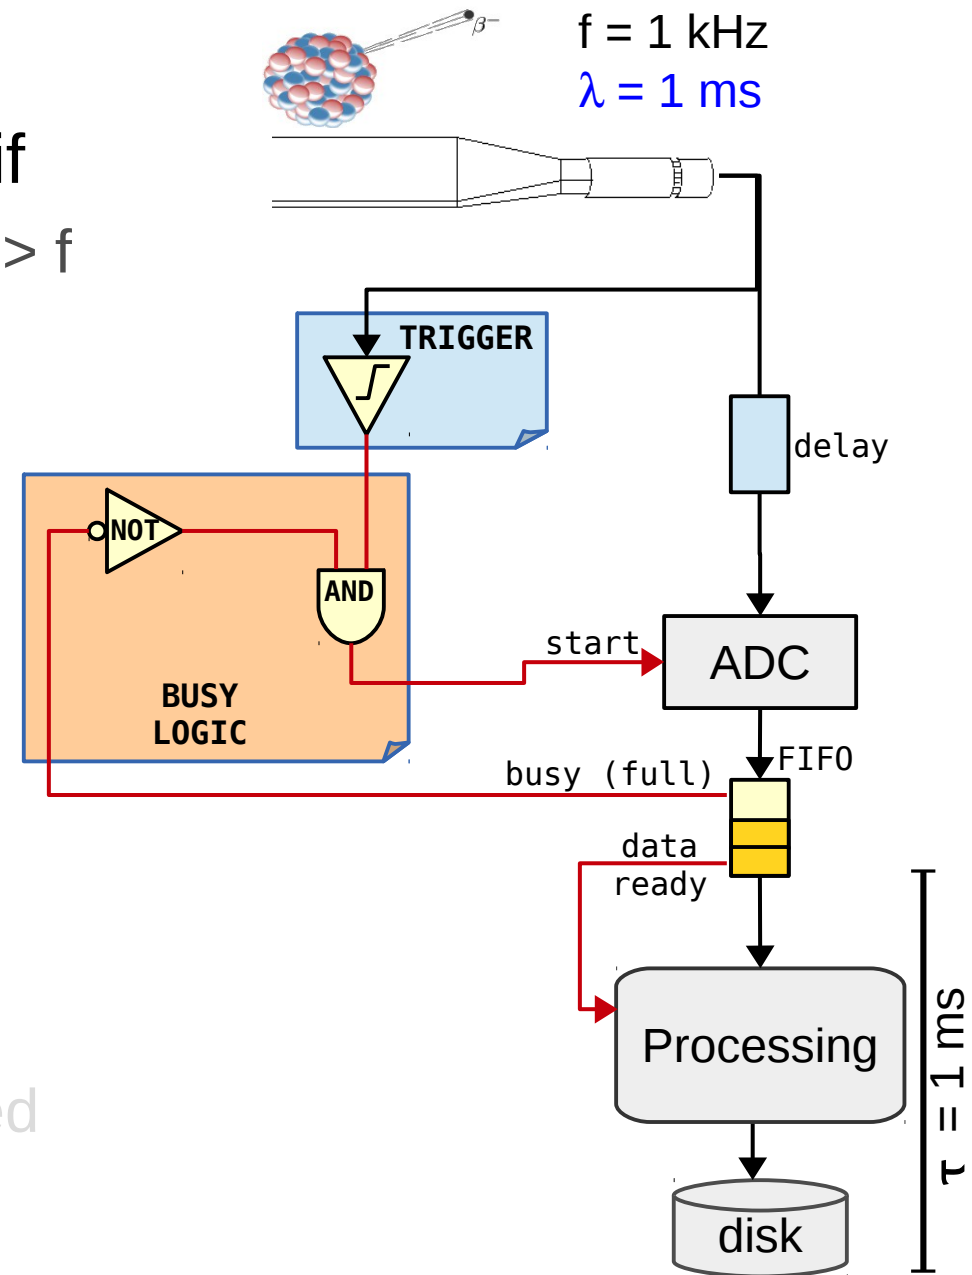 β⁻
f = 1 kHz
λ = 1 ms
if
> f
TRIGGER
delay
NOT
AND
start
ADC
BUSY
LOGIC
busy (full)
FIFO
data
ready
Processing
τ = 1 ms
ed
disk